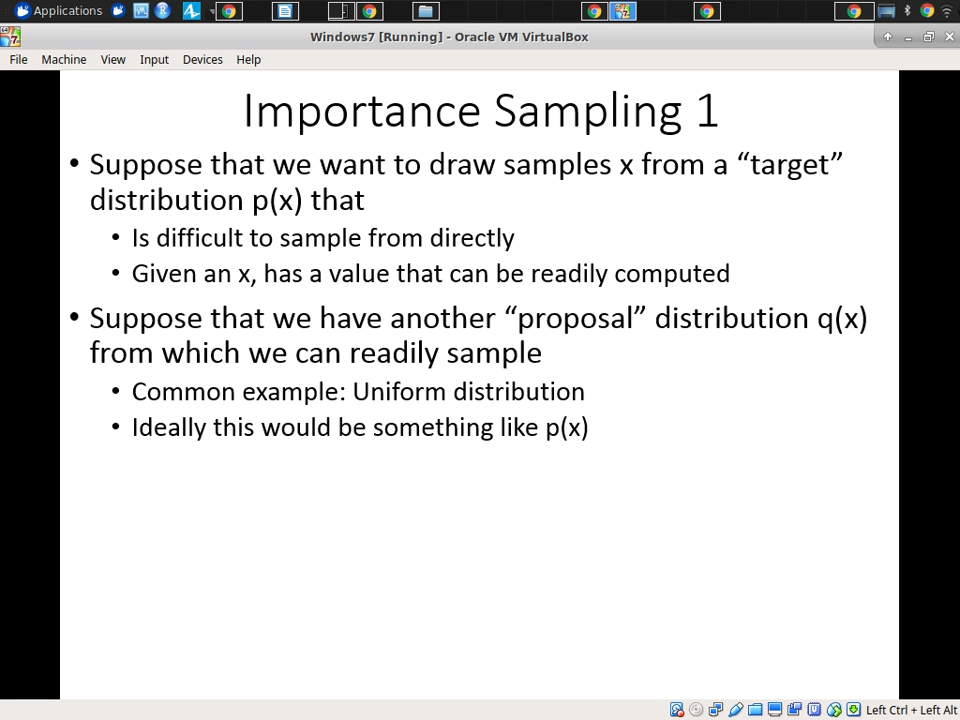 Applications
Windows7 [Running] - Oracle VM VirtualBox
File Machine View Input Devices Help
Importance Sampling 1
• Suppose that we want to draw samples x from a “target”
distribution p(x) that
• Is difficult to sample from directly
• Given an x, has a value that can be readily computed
• Suppose that we have another “proposal” distribution q(x)
from which we can readily sample
• Common example: Uniform distribution
• Ideally this would be something like p(x)
Left Ctrl + Left Alt